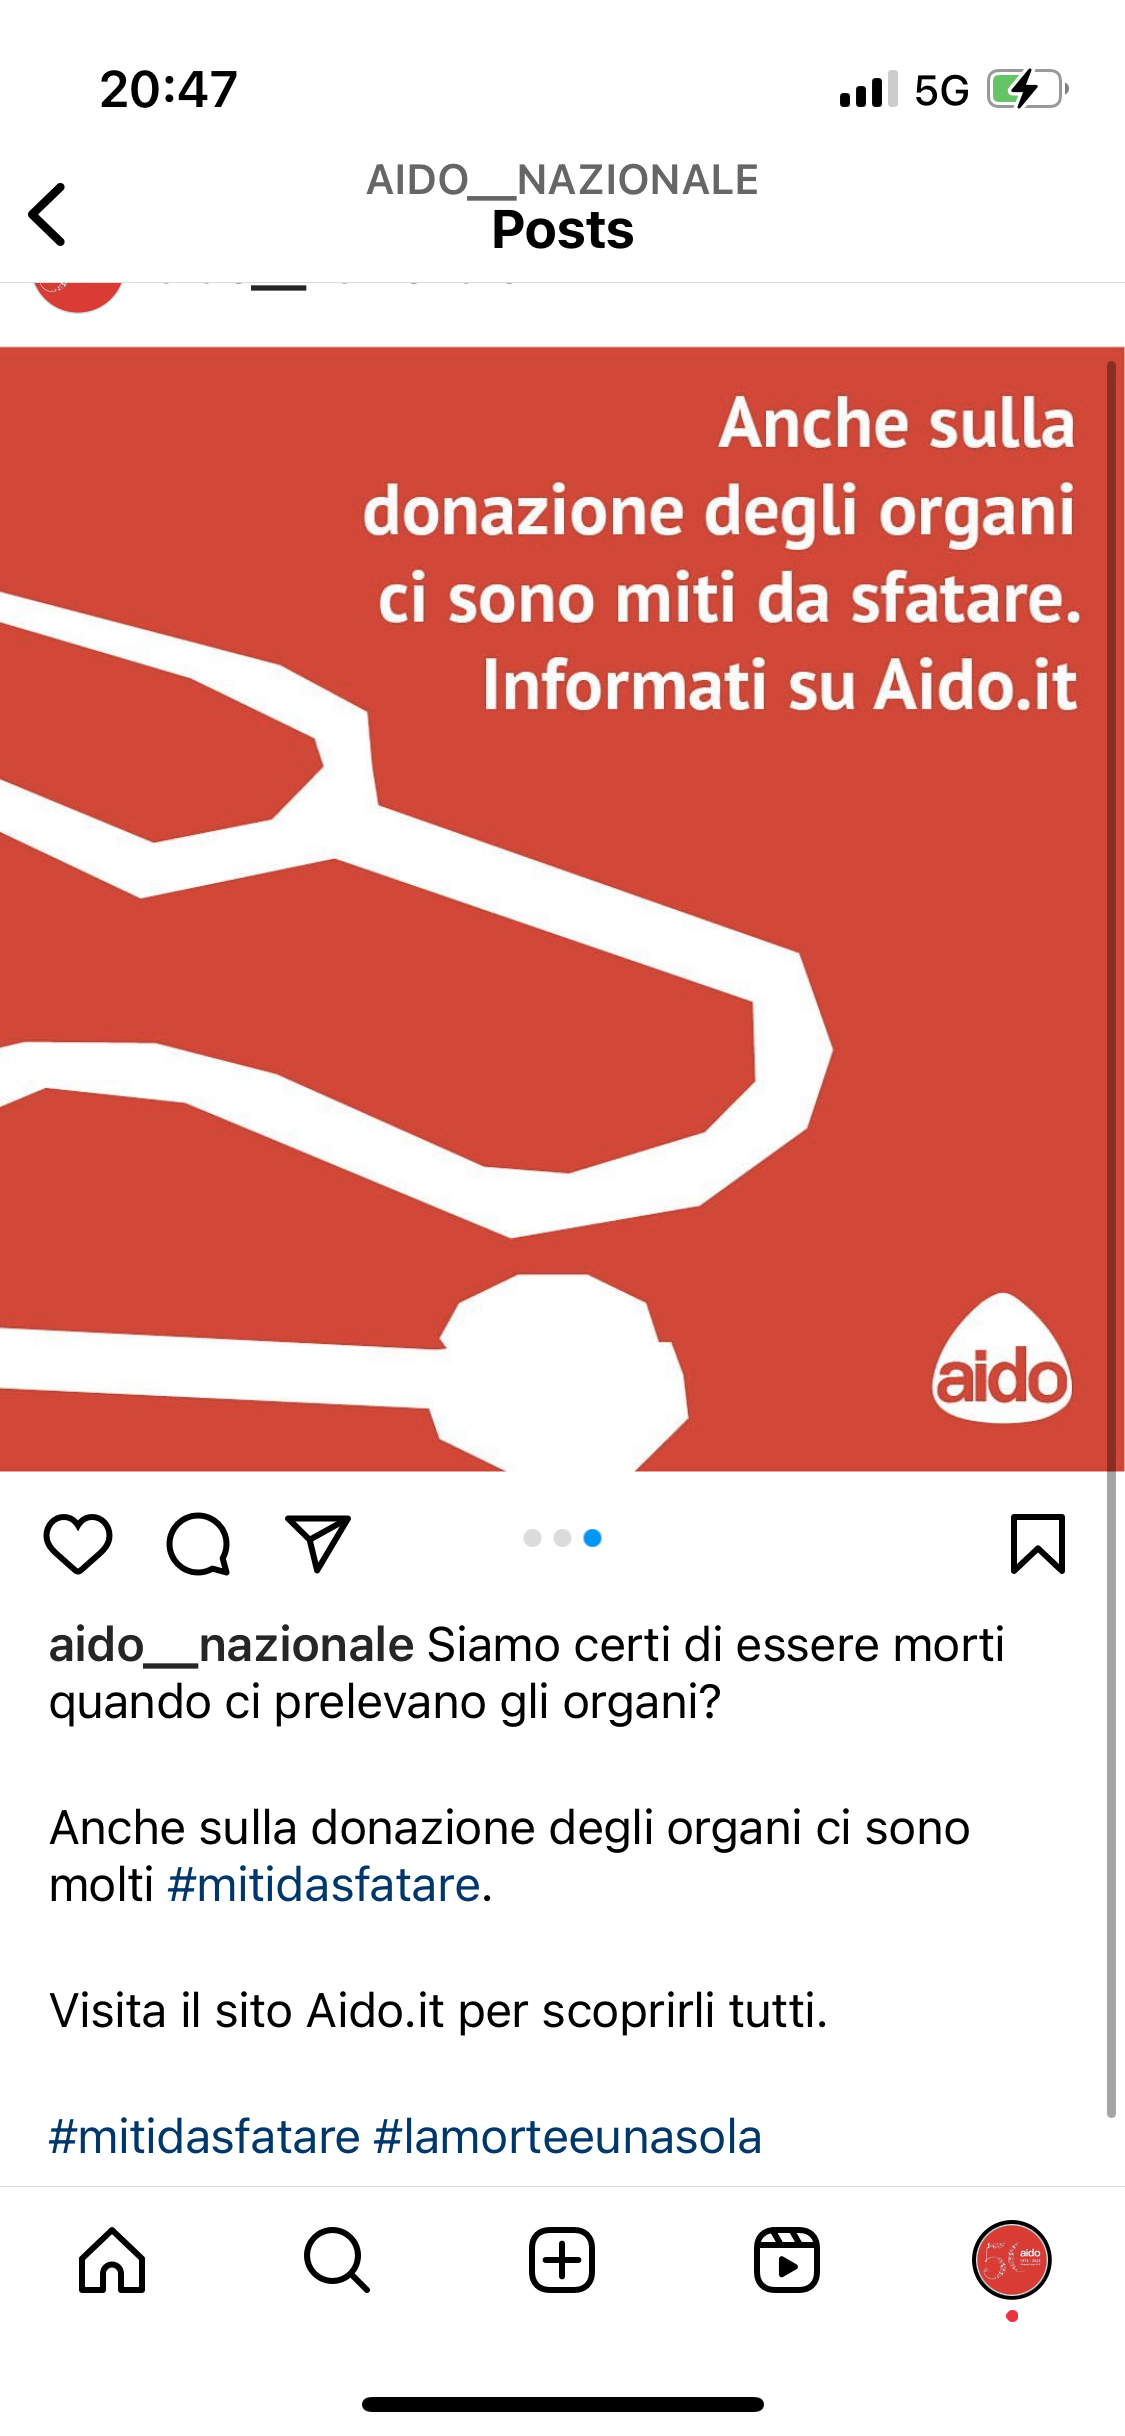 20:47
5G
AIDO__NAZIONALE
Posts
Anche sulla
donazione degli organi
ci sono miti da sfatare.
Informati su Aido.it
aido
aido__nazionale Siamo certi di essere morti
quando ci prelevano gli organi?
Anche sulla donazione degli organi ci sono
molti #mitidasfatare.
Visita il sito Aido.it per scoprirli tutti.
#mitidasfatare #lamorteeunasola
50 aido